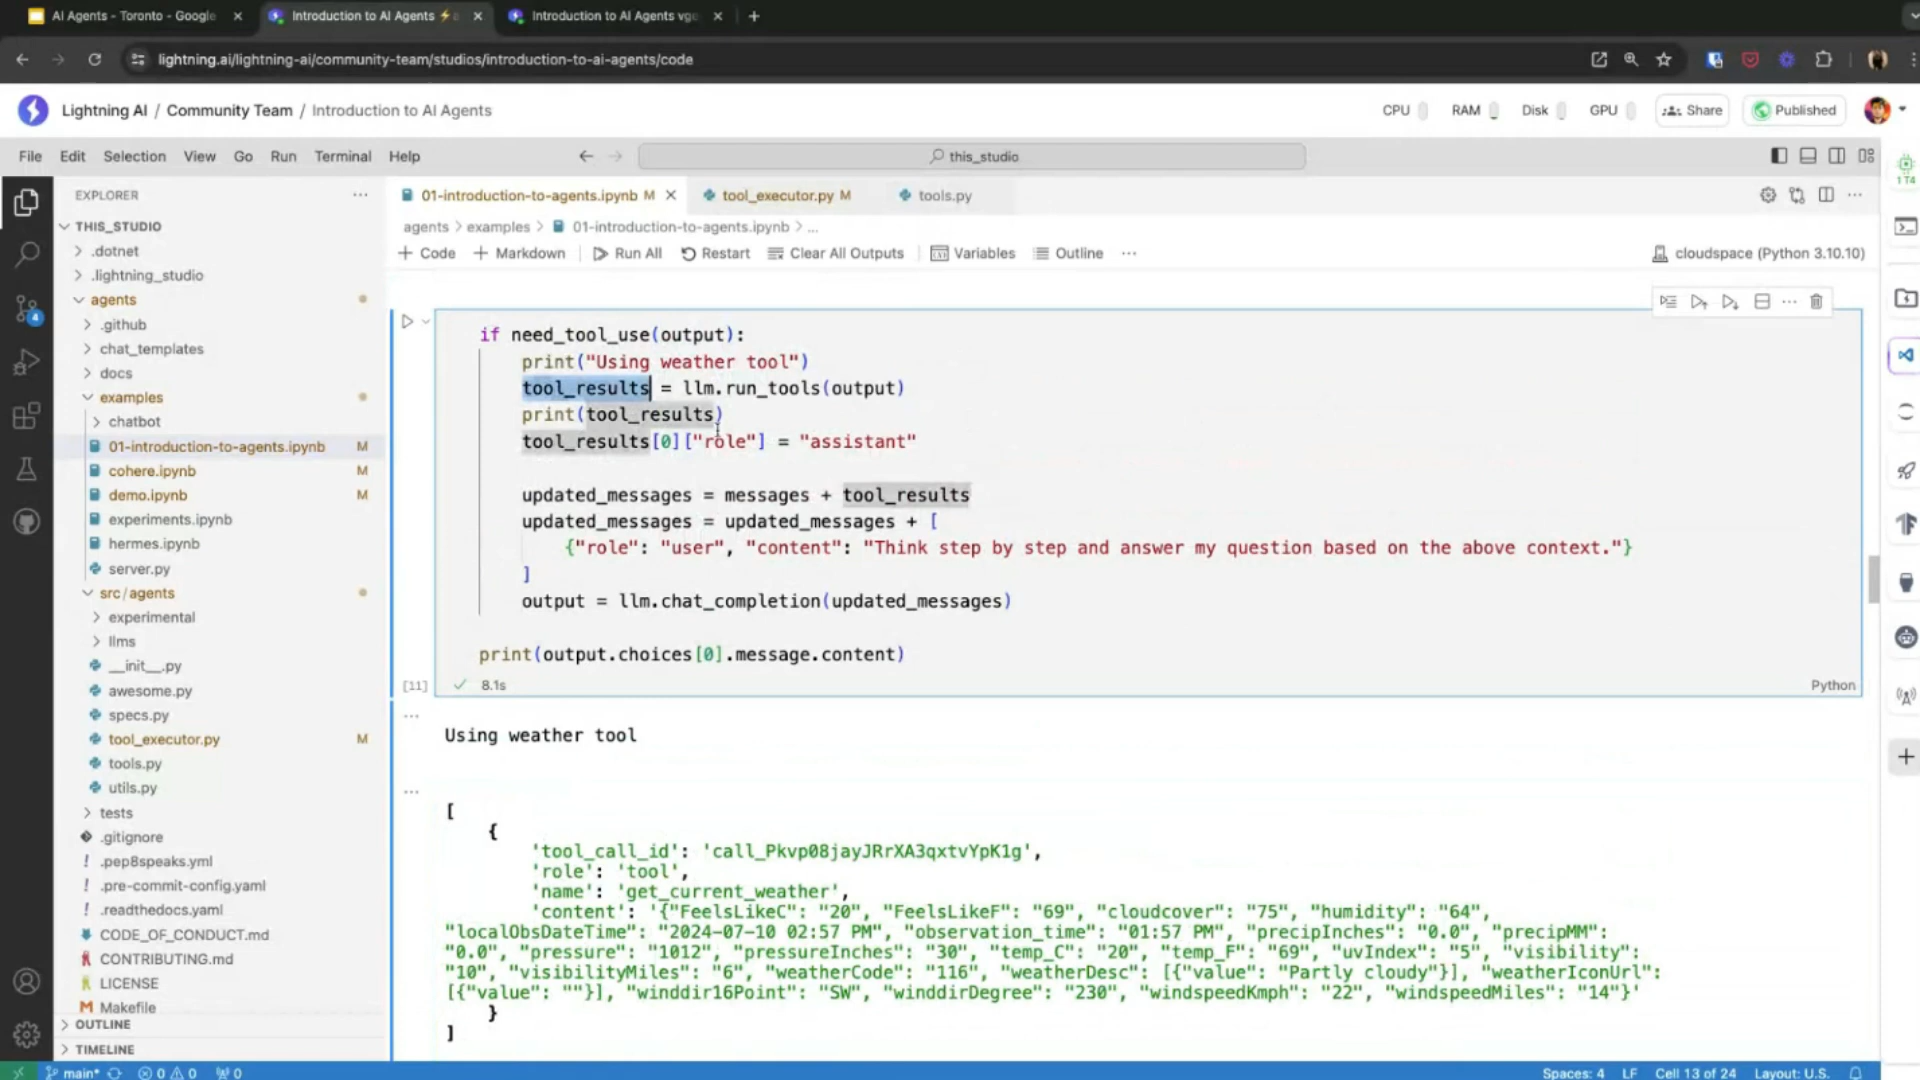 AI Agents - Toronto - Google
Introduction to AI Agents ⚡
Introduction to AI Agents vge
lightning.ai/lightning-ai/community-team/studios/introduction-to-ai-agents/code
Lightning AI / Community Team / Introduction to AI Agents
CPU
RAM
Disk
GPU
Share
Published
File
Edit
Selection
View
Go
Run
Terminal
Help
this_studio
1 T4
EXPLORER
THIS_STUDIO
.dotnet
.lightning_studio
agents
.github
chat_templates
docs
examples
chatbot
01-introduction-to-agents.ipynb M
cohere.ipynb M
demo.ipynb M
experiments.ipynb
hermes.ipynb
server.py
src/agents
experimental
llms
__init__.py
awesome.py
specs.py
tool_executor.py M
tools.py
utils.py
tests
.gitignore
.pep8speaks.yml
.pre-commit-config.yaml
.readthedocs.yaml
CODE_OF_CONDUCT.md
CONTRIBUTING.md
LICENSE
Makefile
OUTLINE
TIMELINE
4
01-introduction-to-agents.ipynb M
tool_executor.py M
tools.py
agents > examples > 01-introduction-to-agents.ipynb > ...
+ Code
+ Markdown
Run All
Restart
Clear All Outputs
Variables
Outline
cloudspace (Python 3.10.10)
if need_tool_use(output):
print("Using weather tool")
tool_results = llm.run_tools(output)
print(tool_results)
tool_results[0]["role"] = "assistant"
updated_messages = messages + tool_results
updated_messages = updated_messages + [
{"role": "user", "content": "Think step by step and answer my question based on the above context."}
]
output = llm.chat_completion(updated_messages)
print(output.choices[0].message.content)
[11]
8.1s
Python
Using weather tool
[
{
'tool_call_id': 'call_Pkvp08jayJRrXA3qxtvYpK1g',
'role': 'tool',
'name': 'get_current_weather',
'content': '{"FeelsLikeC": "20", "FeelsLikeF": "69", "cloudcover": "75", "humidity": "64",
"localObsDateTime": "2024-07-10 02:57 PM", "observation_time": "01:57 PM", "precipInches": "0.0", "precipMM":
"0.0", "pressure": "1012", "pressureInches": "30", "temp_C": "20", "temp_F": "69", "uvIndex": "5", "visibility":
"10", "visibilityMiles": "6", "weatherCode": "116", "weatherDesc": [{"value": "Partly cloudy"}], "weatherIconUrl":
[{"value": ""}], "winddir16Point": "SW", "winddirDegree": "230", "windspeedKmph": "22", "windspeedMiles": "14"}'
}
]
main*
0
0
0
Spaces: 4
LF
Cell 13 of 24
Layout: U.S.